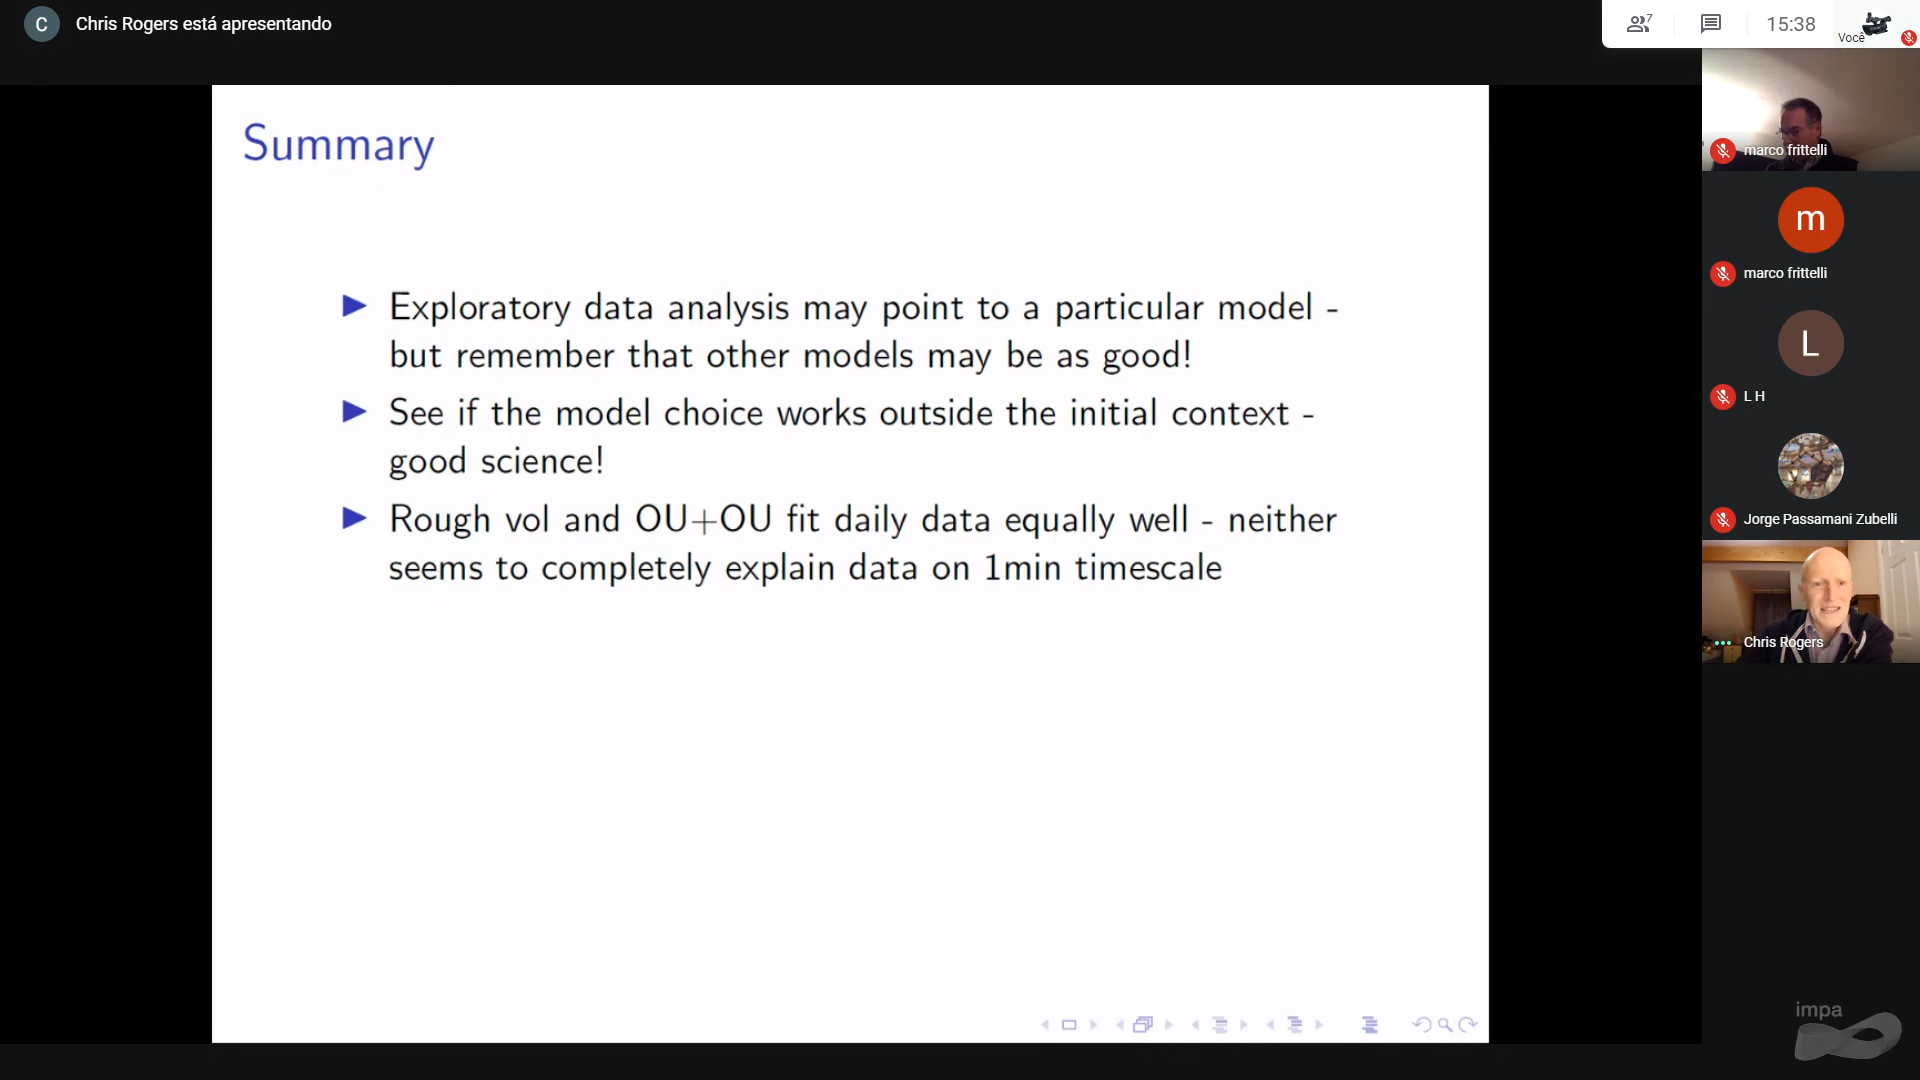 C Chris Rogers está apresentando
7
15:38
Você
Summary
Exploratory data analysis may point to a particular model -
but remember that other models may be as good!
See if the model choice works outside the initial context -
good science!
Rough vol and OU+OU fit daily data equally well - neither
seems to completely explain data on 1min timescale
marco frittelli
m
marco frittelli
L
L H
Jorge Passamani Zubelli
Chris Rogers
impa